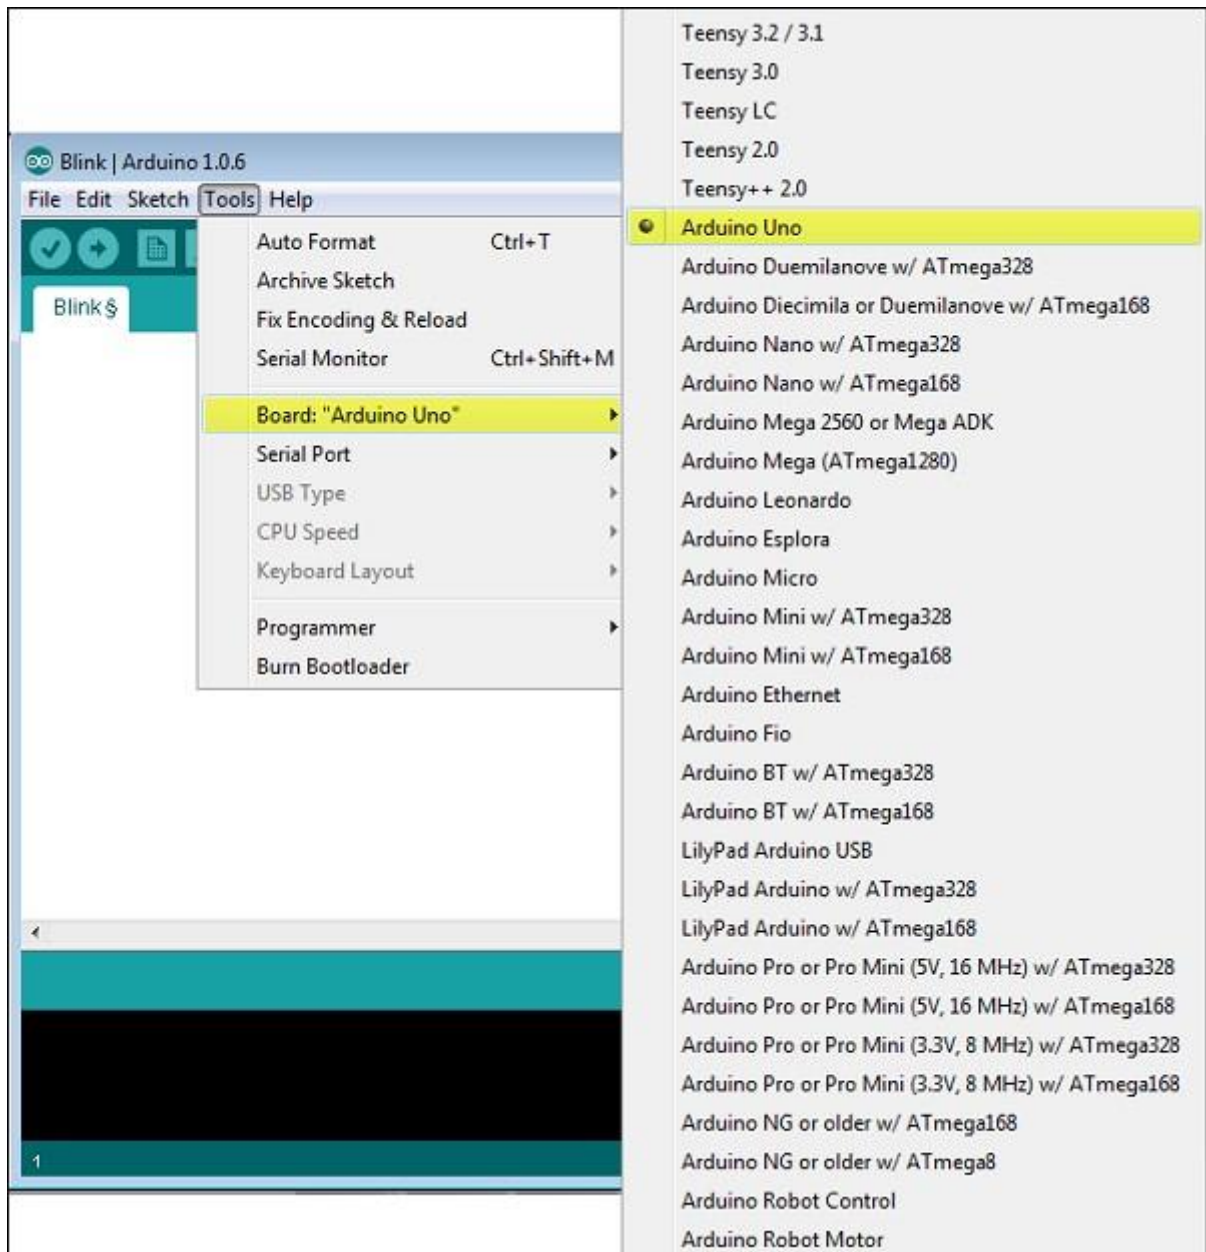 Blink | Arduino 1.0.6
File Edit Sketch Tools Help
Blink §
Auto Format Ctrl+T
Archive Sketch
Fix Encoding & Reload
Serial Monitor Ctrl+Shift+M
Board: "Arduino Uno"
Serial Port
USB Type
CPU Speed
Keyboard Layout
Programmer
Burn Bootloader
1
Teensy 3.2 / 3.1
Teensy 3.0
Teensy LC
Teensy 2.0
Teensy++ 2.0
Arduino Uno
Arduino Duemilanove w/ ATmega328
Arduino Diecimila or Duemilanove w/ ATmega168
Arduino Nano w/ ATmega328
Arduino Nano w/ ATmega168
Arduino Mega 2560 or Mega ADK
Arduino Mega (ATmega1280)
Arduino Leonardo
Arduino Esplora
Arduino Micro
Arduino Mini w/ ATmega328
Arduino Mini w/ ATmega168
Arduino Ethernet
Arduino Fio
Arduino BT w/ ATmega328
Arduino BT w/ ATmega168
LilyPad Arduino USB
LilyPad Arduino w/ ATmega328
LilyPad Arduino w/ ATmega168
Arduino Pro or Pro Mini (5V, 16 MHz) w/ ATmega328
Arduino Pro or Pro Mini (5V, 16 MHz) w/ ATmega168
Arduino Pro or Pro Mini (3.3V, 8 MHz) w/ ATmega328
Arduino Pro or Pro Mini (3.3V, 8 MHz) w/ ATmega168
Arduino NG or older w/ ATmega168
Arduino NG or older w/ ATmega8
Arduino Robot Control
Arduino Robot Motor